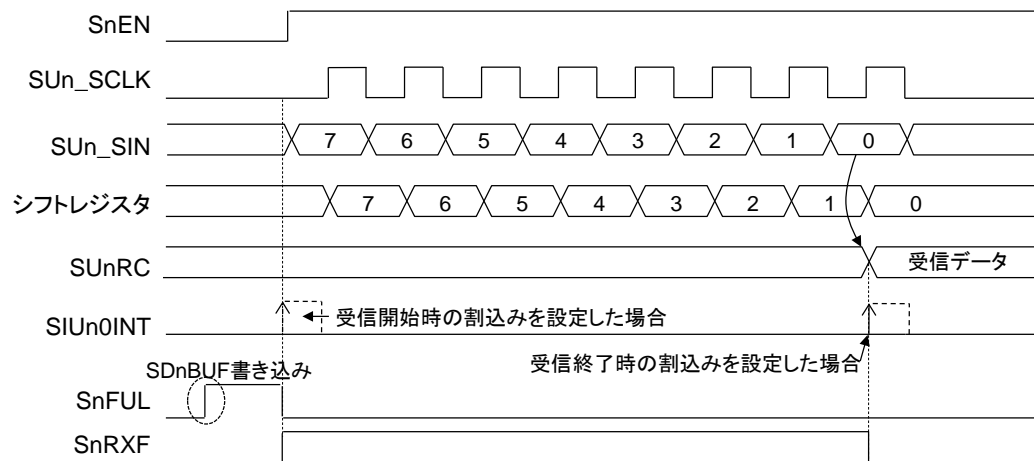 SnEN
SUn_SCLK
SUn_SIN 7 6 5 4 3 2 1 0
シフトレジスタ 7 6 5 4 3 2 1 0
SUnRC 受信データ
SIUn0INT 受信開始時の割込みを設定した場合
受信終了時の割込みを設定した場合
SDnBUF書き込み
SnFUL
SnRXF